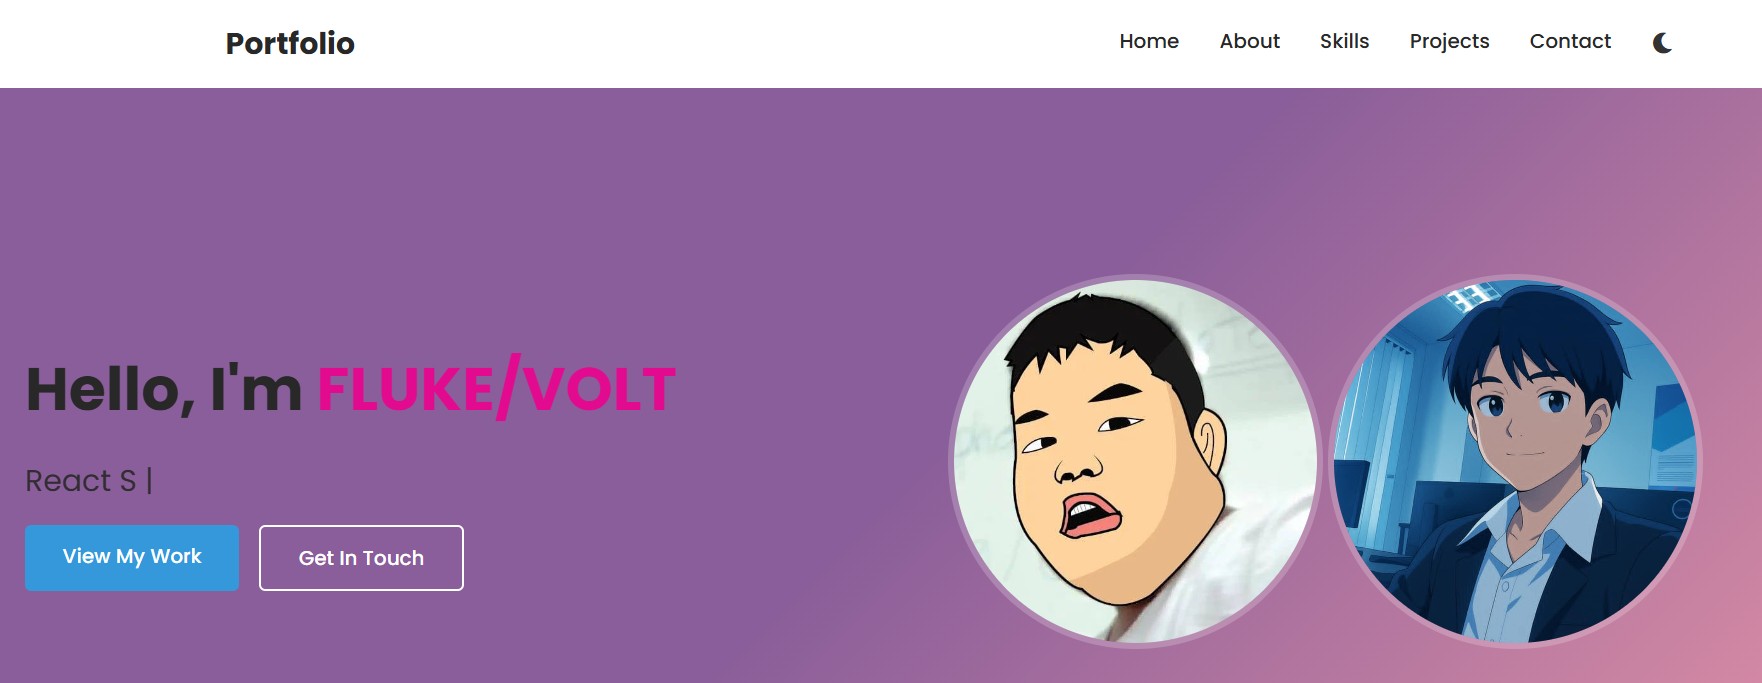 Portfolio
Home About Skills Projects Contact
Hello, I'm FLUKE/VOLT
React S |
View My Work
Get In Touch